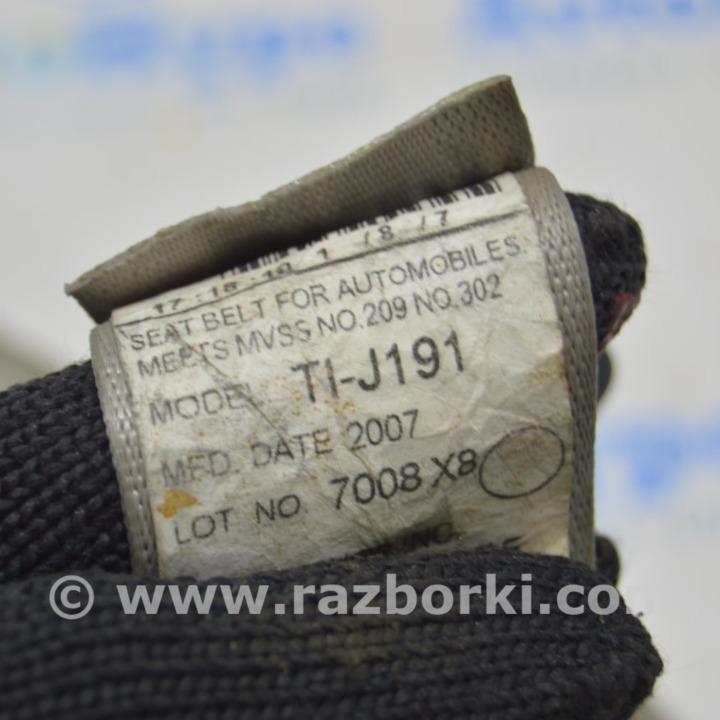 17:18:19 1 /8 /7
SEAT BELT FOR AUTOMOBILES
MEETS MVSS NO.209 NO.302
MODEL TI-J191
MFD. DATE 2007
LOT NO. 7008 X8
© www.razborki.com